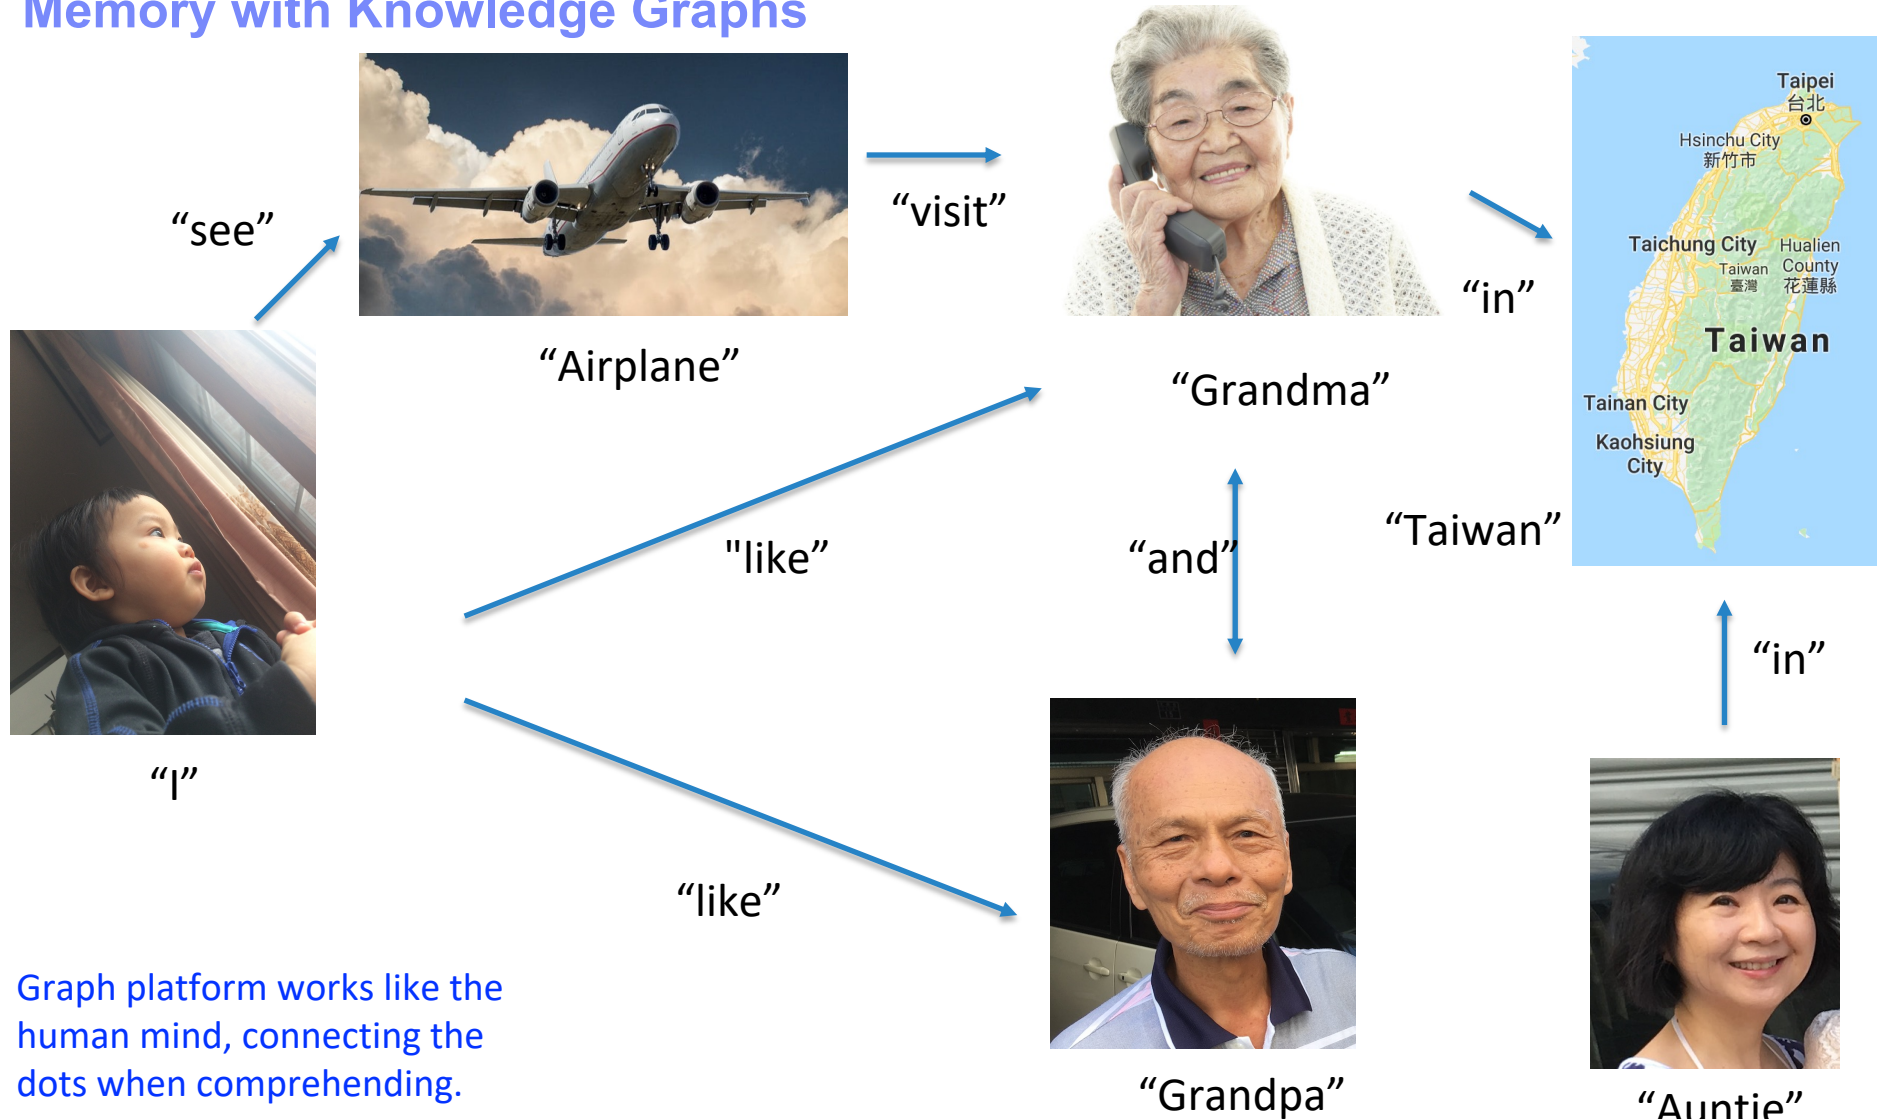 Memory with Knowledge Graphs
“see”
“visit”
“in”
“Airplane”
“Grandma”
Taipei
台北
Hsinchu City
新竹市
Taichung City
Hualien
County
花蓮縣
Taiwan
臺灣
Taiwan
Tainan City
Kaohsiung
City
"like”
“and”
“Taiwan”
“in”
“I”
“like”
Graph platform works like the
human mind, connecting the
dots when comprehending.
“Grandpa”
“Auntie”